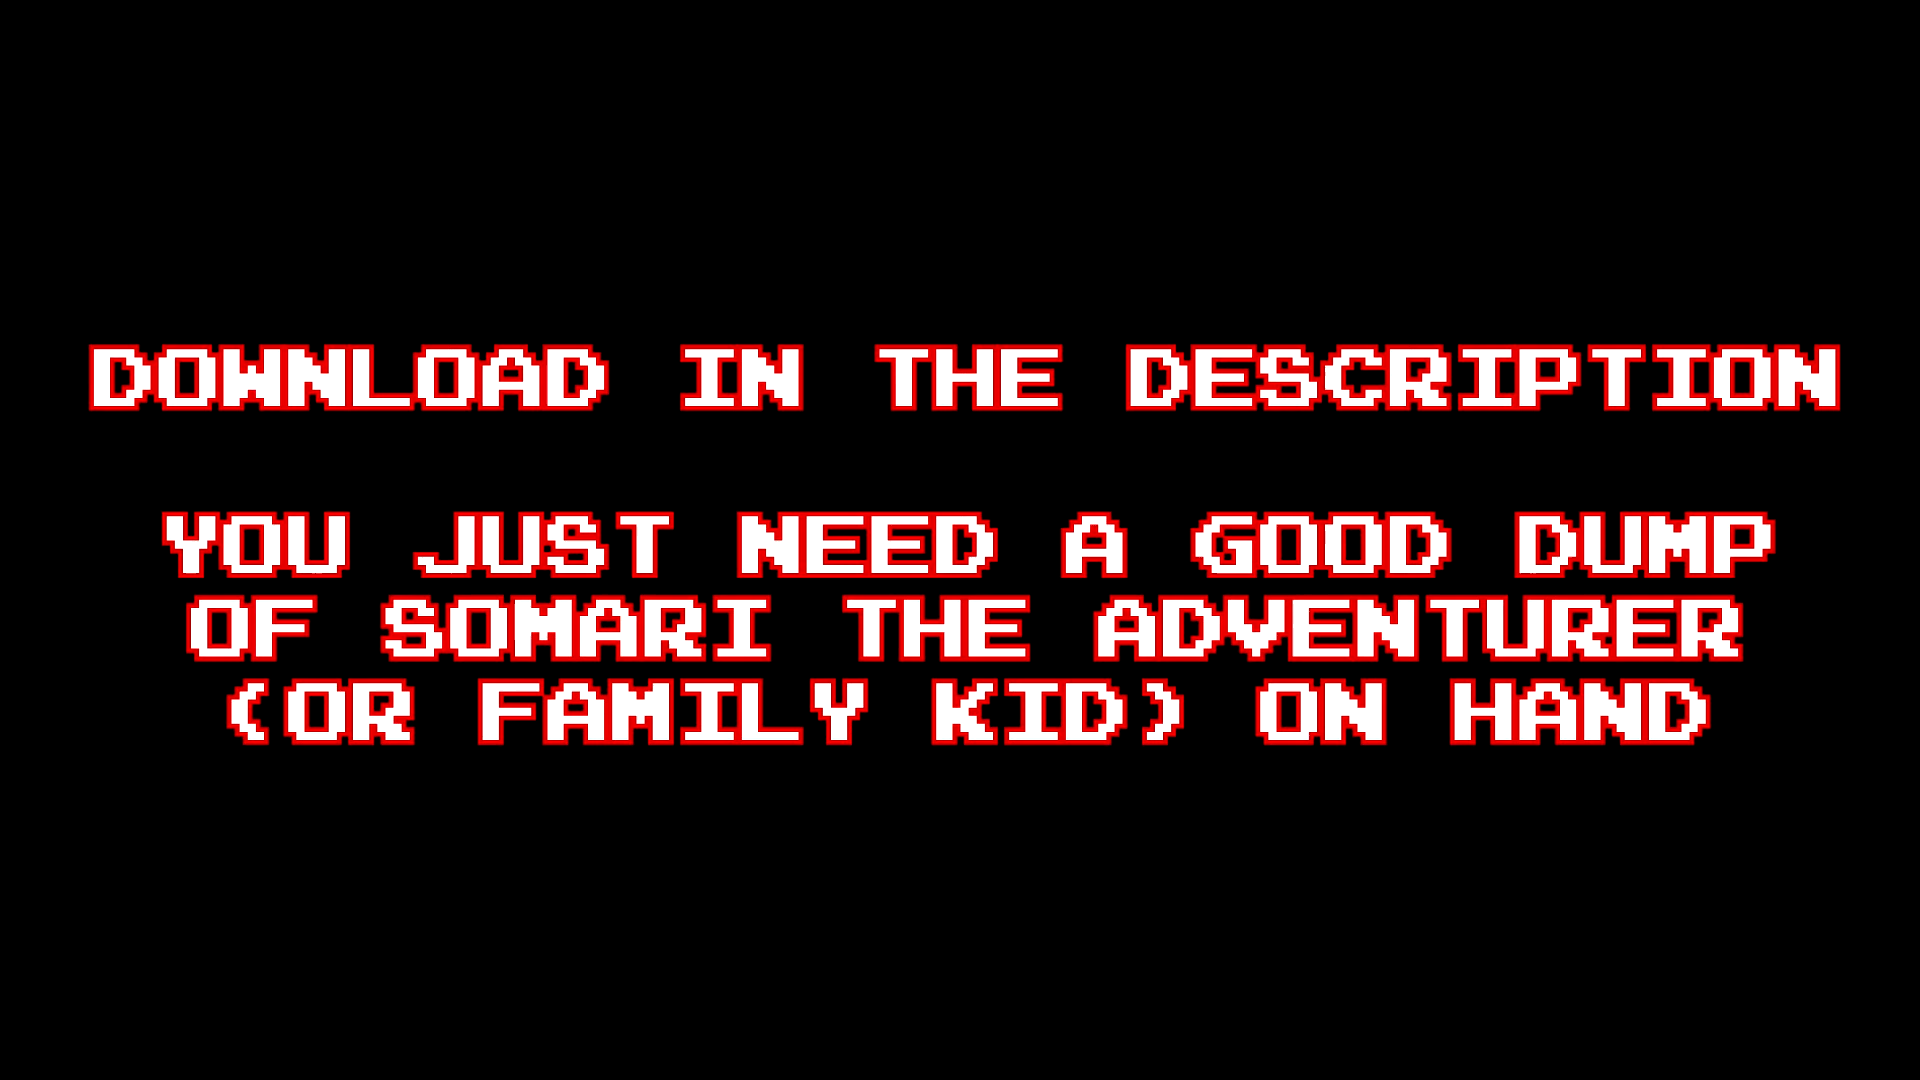 DOWNLOAD IN THE DESCRIPTION
YOU JUST NEED A GOOD DUMP
OF SOMARI THE ADVENTURER
(OR FAMILY KID) ON HAND